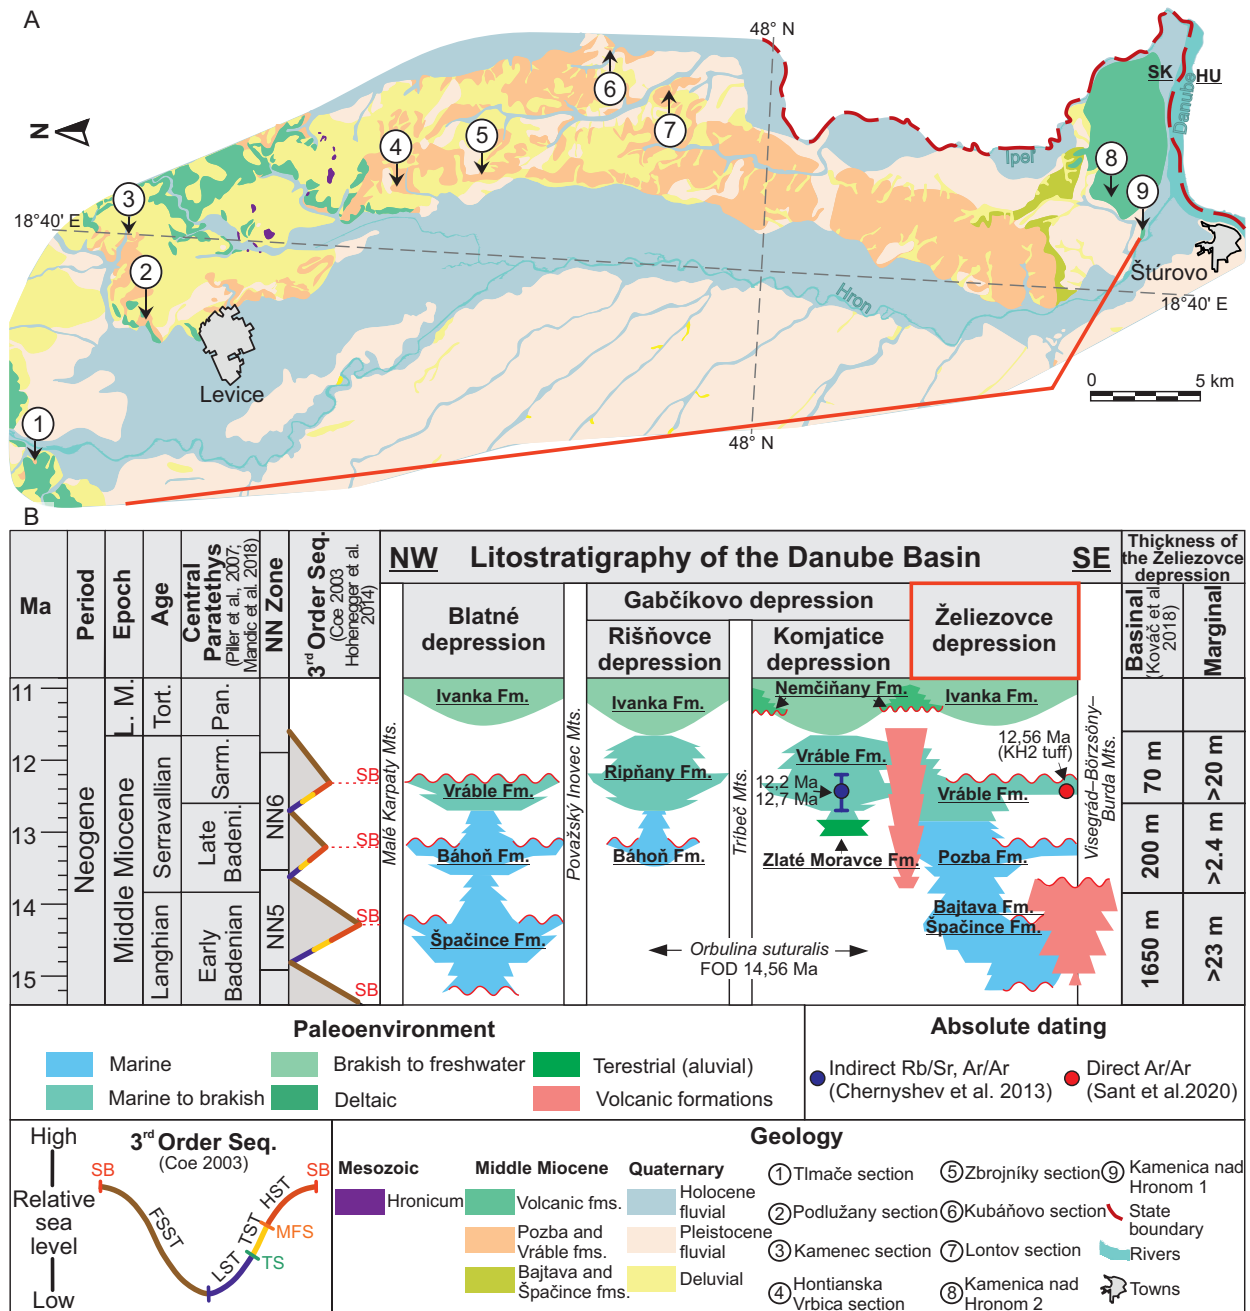 A
48° N
SK HU
Danube
Ipeľ
N
6
5
7
4
8
3
9
18°40' E
2
Štúrovo
Hron
18°40' E
Levice
0 5 km
1
48° N
B
Ma
Period
Epoch
Age
Central
Paratethys
(Piller et al., 2007;
Mandic et al. 2018)
NN Zone
3rd Order Seq.
(Coe 2003
Hohenegger et al.
2014)
NW Litostratigraphy of the Danube Basin SE
Thickness of
the Želiezovce
depression
Blatné
depression
Gabčíkovo depression
Rišňovce
depression
Komjatice
depression
Želiezovce
depression
Basinal
(Kováč et al.
2018)
Marginal
11
12
13
14
15
Neogene
L. M.
Middle Miocene
Tort.
Serravallian
Langhian
Pan.
Sarm.
Late
Badeni.
Early
Badenian
NN6
NN5
SB
SB
SB
SB
Malé Karpaty Mts.
Považský Inovec Mts.
Tribeč Mts.
Visegrád–Börzsöny–
Burda Mts.
Ivanka Fm.
Ivanka Fm.
Nemčiňany Fm.
Ivanka Fm.
Vráble Fm.
Ripňany Fm.
Vráble Fm.
12,2 Ma
12,7 Ma
12,56 Ma
(KH2 tuff)
Vráble Fm.
Báhoň Fm.
Báhoň Fm.
Zlaté Moravce Fm.
Pozba Fm.
Špačince Fm.
Bajtava Fm.
Špačince Fm.
Orbulina suturalis
FOD 14,56 Ma
70 m
200 m
1650 m
>20 m
>2.4 m
>23 m
Paleoenvironment
Marine
Brakish to freshwater
Terestrial (aluvial)
Marine to brakish
Deltaic
Volcanic formations
Absolute dating
Indirect Rb/Sr, Ar/Ar
(Chernyshev et al. 2013)
Direct Ar/Ar
(Sant et al.2020)
High
Relative
sea
level
Low
3rd Order Seq.
(Coe 2003)
SB
SB
FSST
LST
TST
HST
MFS
TS
Geology
Mesozoic
Hronicum
Middle Miocene
Volcanic fms.
Pozba and
Vráble fms.
Bajtava and
Špačince fms.
Quaternary
Holocene
fluvial
Pleistocene
fluvial
Deluvial
1 Tlmače section
2 Podlužany section
3 Kamenec section
4 Hontianska
Vrbica section
5 Zbrojníky section
6 Kubáňovo section
7 Lontov section
8 Kamenica nad
Hronom 2
9 Kamenica nad
Hronom 1
State
boundary
Rivers
Towns